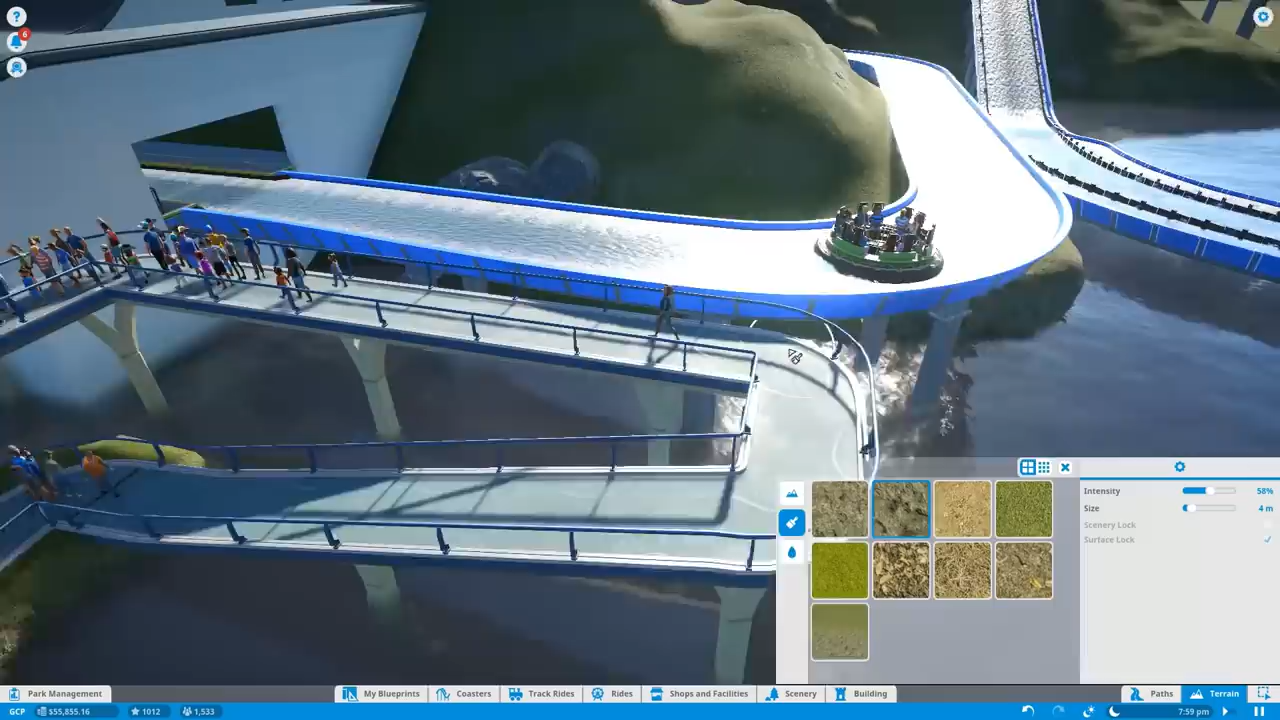 ?
6
Intensity 58%
Size 4 m
Scenery Lock
Surface Lock
Park Management
My Blueprints
Coasters
Track Rides
Rides
Shops and Facilities
Scenery
Building
Paths
Terrain
GCP $55,855.16 1012 1,533
7:59 pm